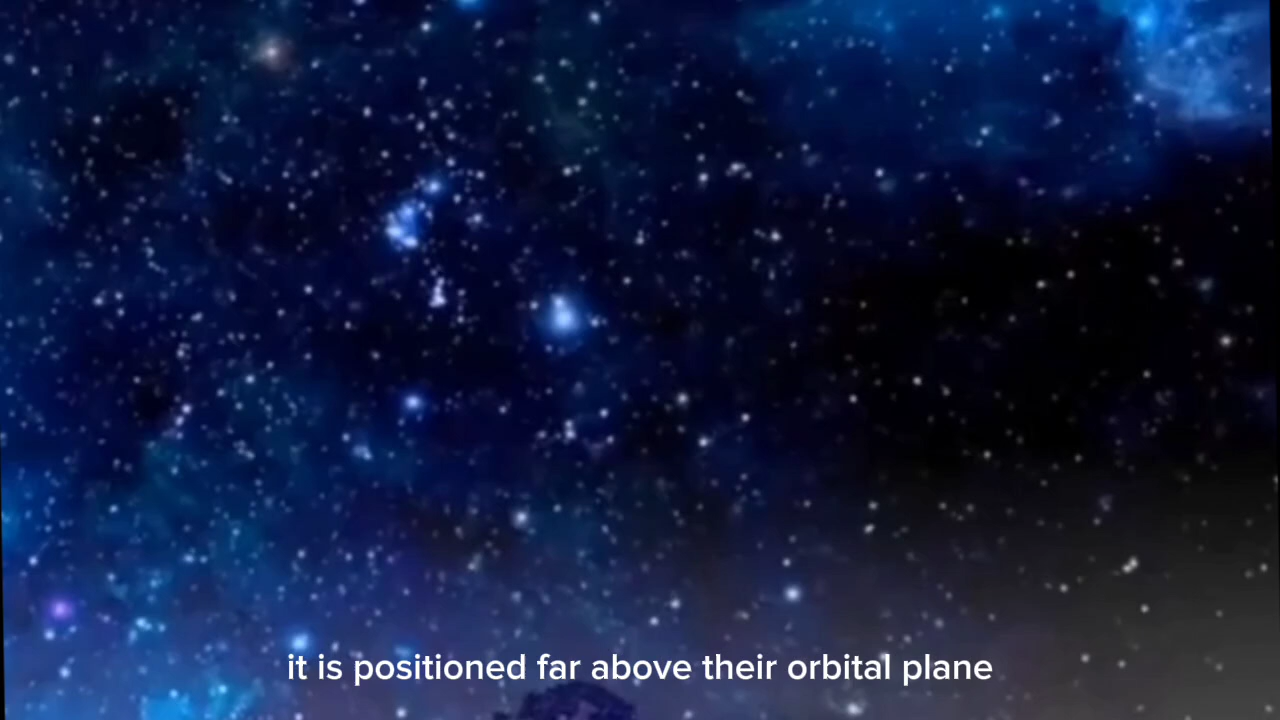 it is positioned far above their orbital plane